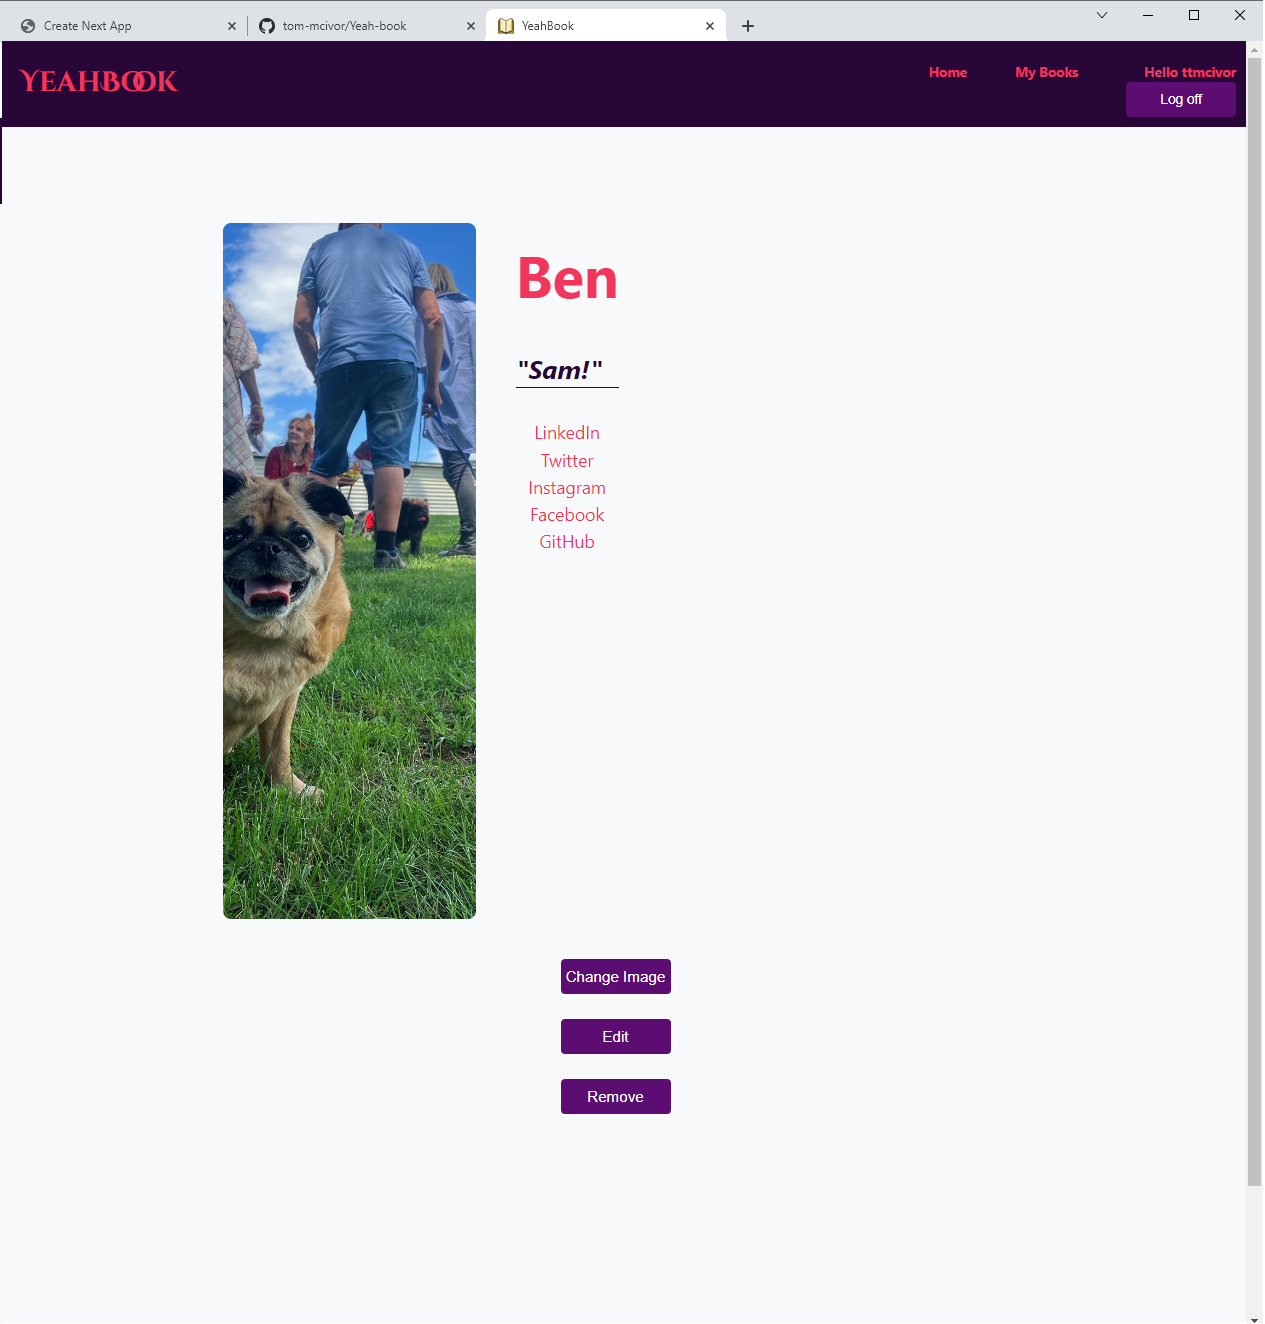 Create Next App
tom-mcivor/Yeah-book
YeahBook
YEAHBOOK
Home
My Books
Hello ttmcivor
Log off
Ben
"Sam!"
LinkedIn
Twitter
Instagram
Facebook
GitHub
Change Image
Edit
Remove